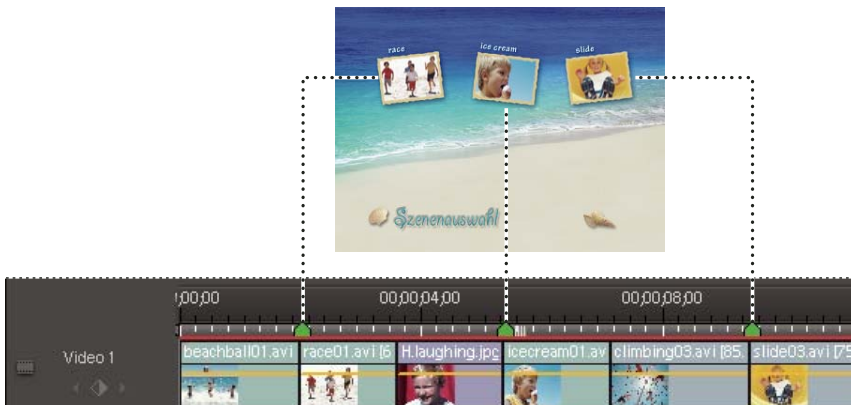 race
ice cream
slide
Szenenauswahl
00;00
00;00;04;00
00;00;08;00
Video 1
beachball01.avi
race01.avi [6
H.laughing.jpg
icecream01.av
climbing03.avi [85.
slide03.avi [75